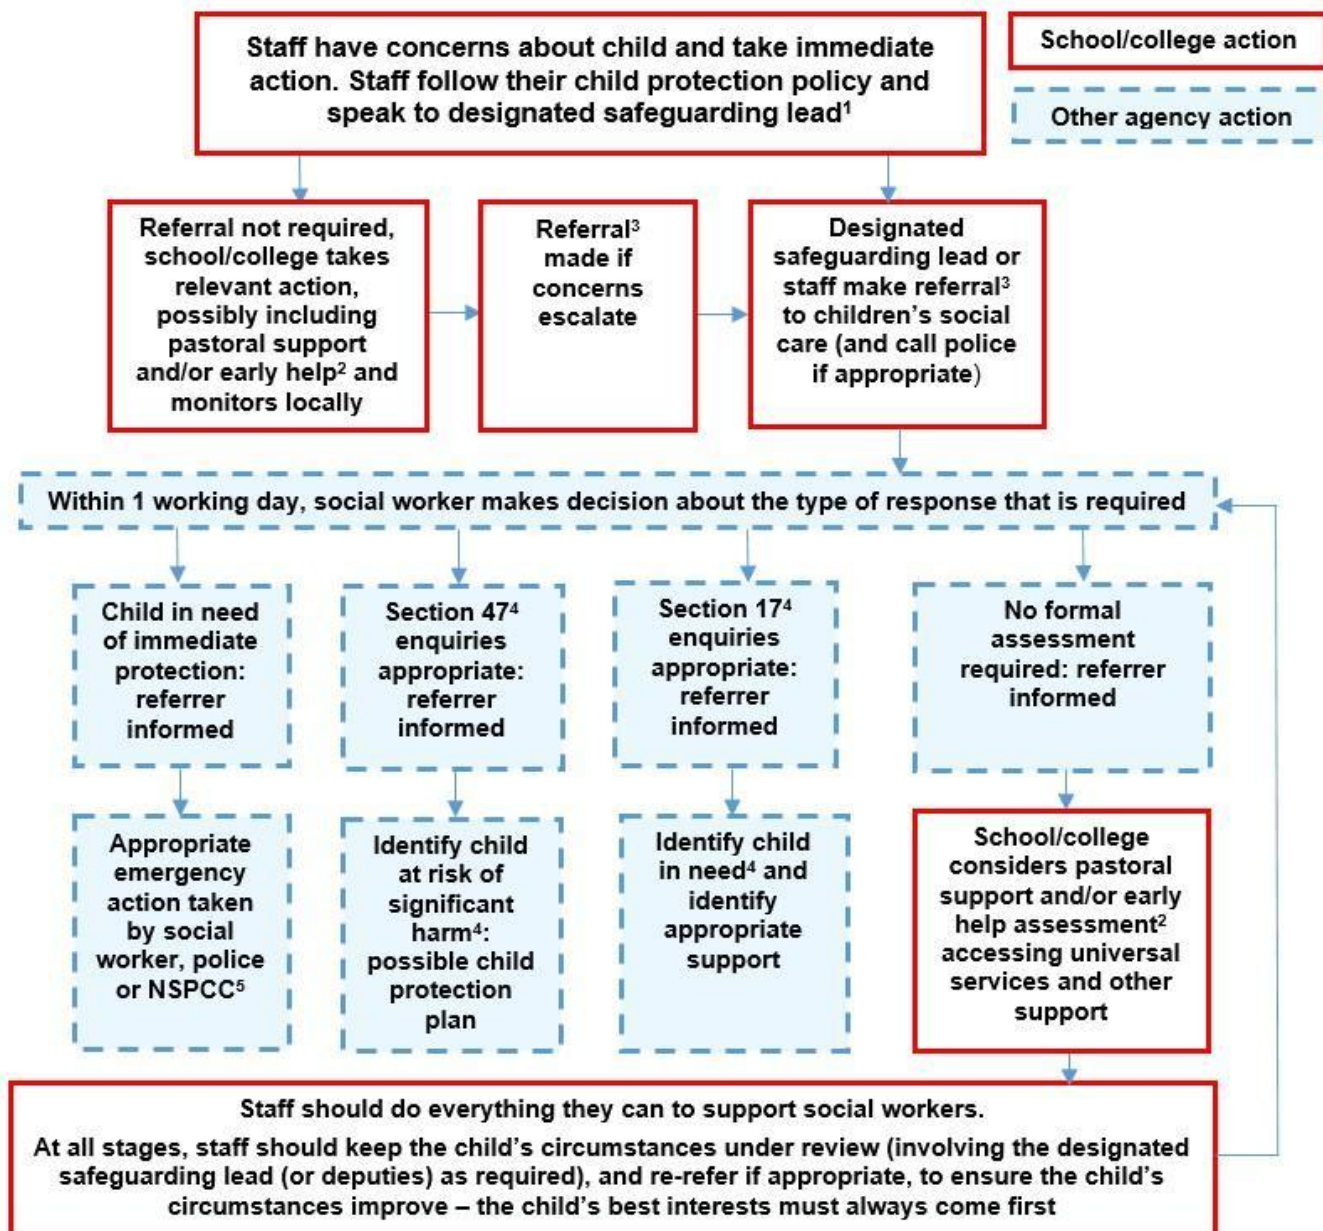 Staff have concerns about child and take immediate
action. Staff follow their child protection policy and
speak to designated safeguarding lead¹
School/college action
Other agency action
Referral not required,
school/college takes
relevant action,
possibly including
pastoral support
and/or early help² and
monitors locally
Referral³
made if
concerns
escalate
Designated
safeguarding lead or
staff make referral³
to children’s social
care (and call police
if appropriate)
Within 1 working day, social worker makes decision about the type of response that is required
Child in need
of immediate
protection:
referrer
informed
Section 47⁴
enquiries
appropriate:
referrer
informed
Section 17⁴
enquiries
appropriate:
referrer
informed
No formal
assessment
required: referrer
informed
Appropriate
emergency
action taken
by social
worker, police
or NSPCC⁵
Identify child
at risk of
significant
harm⁴:
possible child
protection
plan
Identify child
in need⁴ and
identify
appropriate
support
School/college
considers pastoral
support and/or early
help assessment²
accessing universal
services and other
support
Staff should do everything they can to support social workers.
At all stages, staff should keep the child’s circumstances under review (involving the designated
safeguarding lead (or deputies) as required), and re-refer if appropriate, to ensure the child’s
circumstances improve – the child’s best interests must always come first